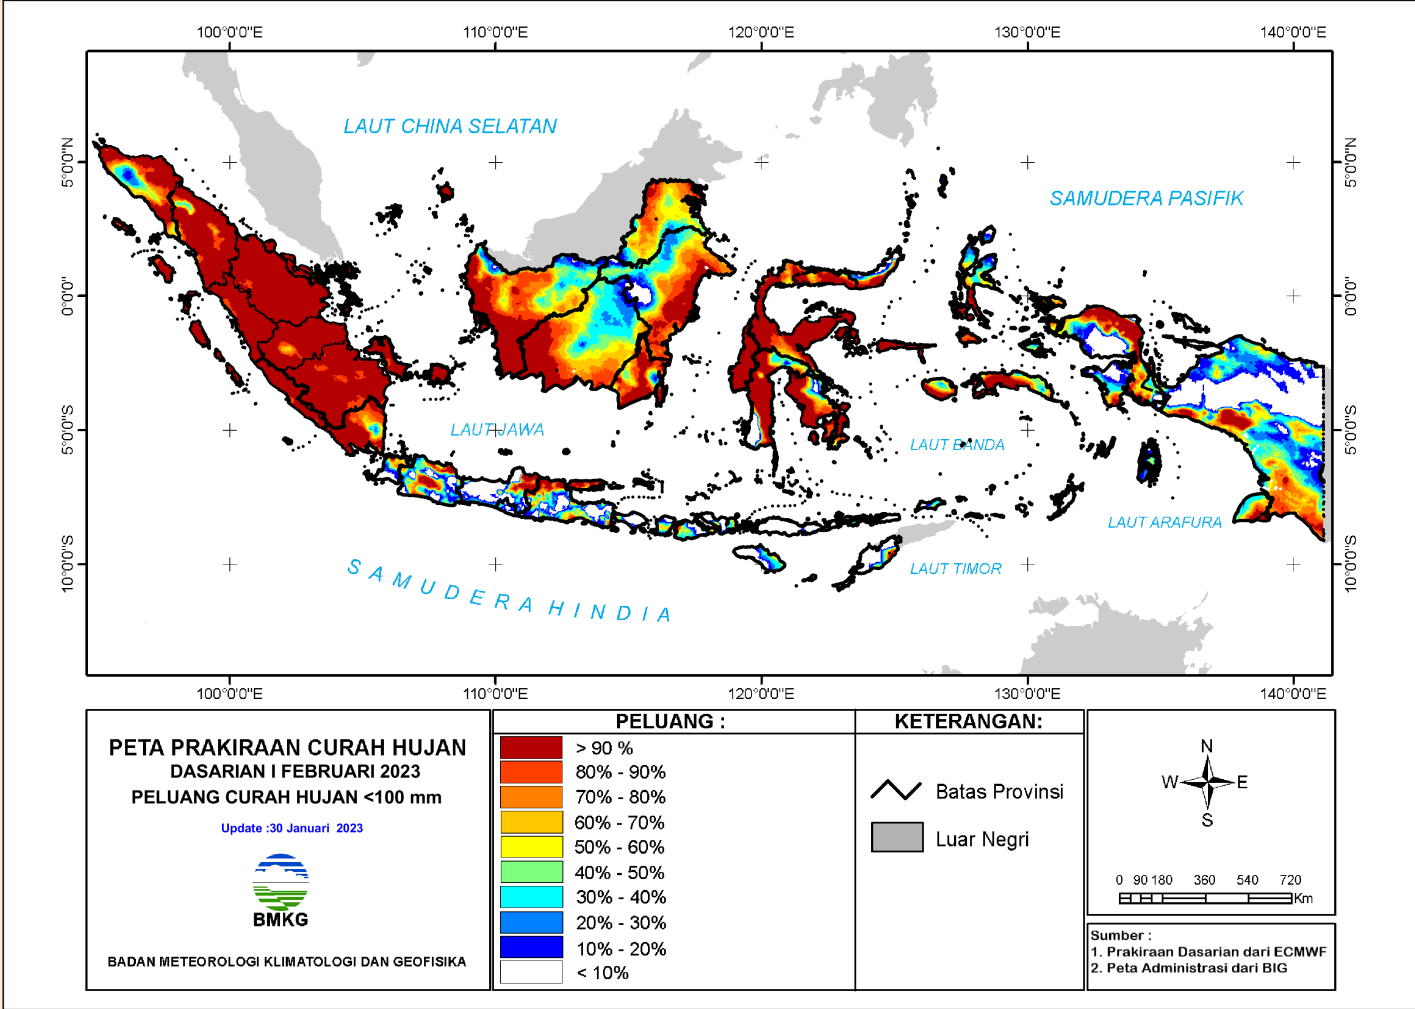 100°0'0"E 110°0'0"E 120°0'0"E 130°0'0"E 140°0'0"E
LAUT CHINA SELATAN
SAMUDERA PASIFIK
5°0'0"N 5°0'0"N
0°0'0" 0°0'0"
5°0'0"S 5°0'0"S
10°0'0"S 10°0'0"S
LAUT JAWA
LAUT BANDA
LAUT ARAFURA
LAUT TIMOR
SAMUDERA HINDIA
100°0'0"E 110°0'0"E 120°0'0"E 130°0'0"E 140°0'0"E
PETA PRAKIRAAN CURAH HUJAN
DASARIAN I FEBRUARI 2023
PELUANG CURAH HUJAN <100 mm
Update :30 Januari 2023
BMKG
BADAN METEOROLOGI KLIMATOLOGI DAN GEOFISIKA
PELUANG :
> 90 %
80% - 90%
70% - 80%
60% - 70%
50% - 60%
40% - 50%
30% - 40%
20% - 30%
10% - 20%
< 10%
KETERANGAN:
Batas Provinsi
Luar Negri
N
W E
S
0 90 180 360 540 720
Km
Sumber :
1. Prakiraan Dasarian dari ECMWF
2. Peta Administrasi dari BIG